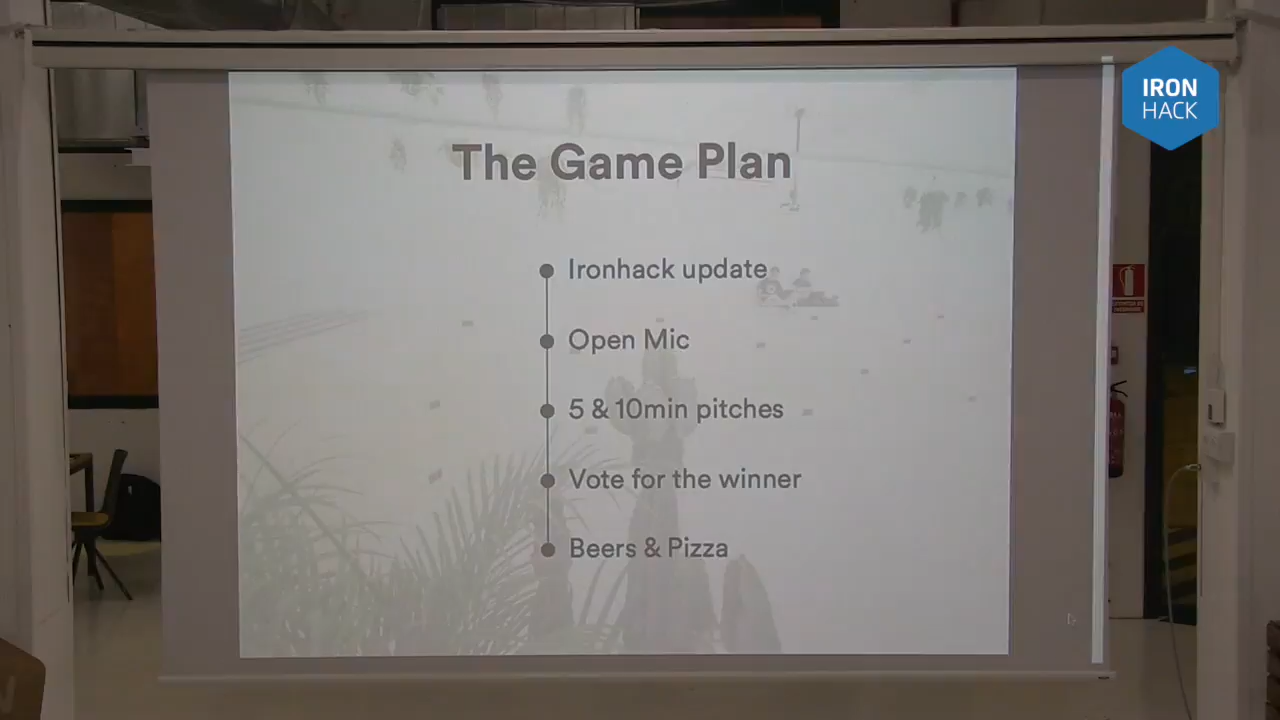 IRON
HACK
The Game Plan
Ironhack update
Open Mic
5 & 10min pitches
Vote for the winner
Beers & Pizza